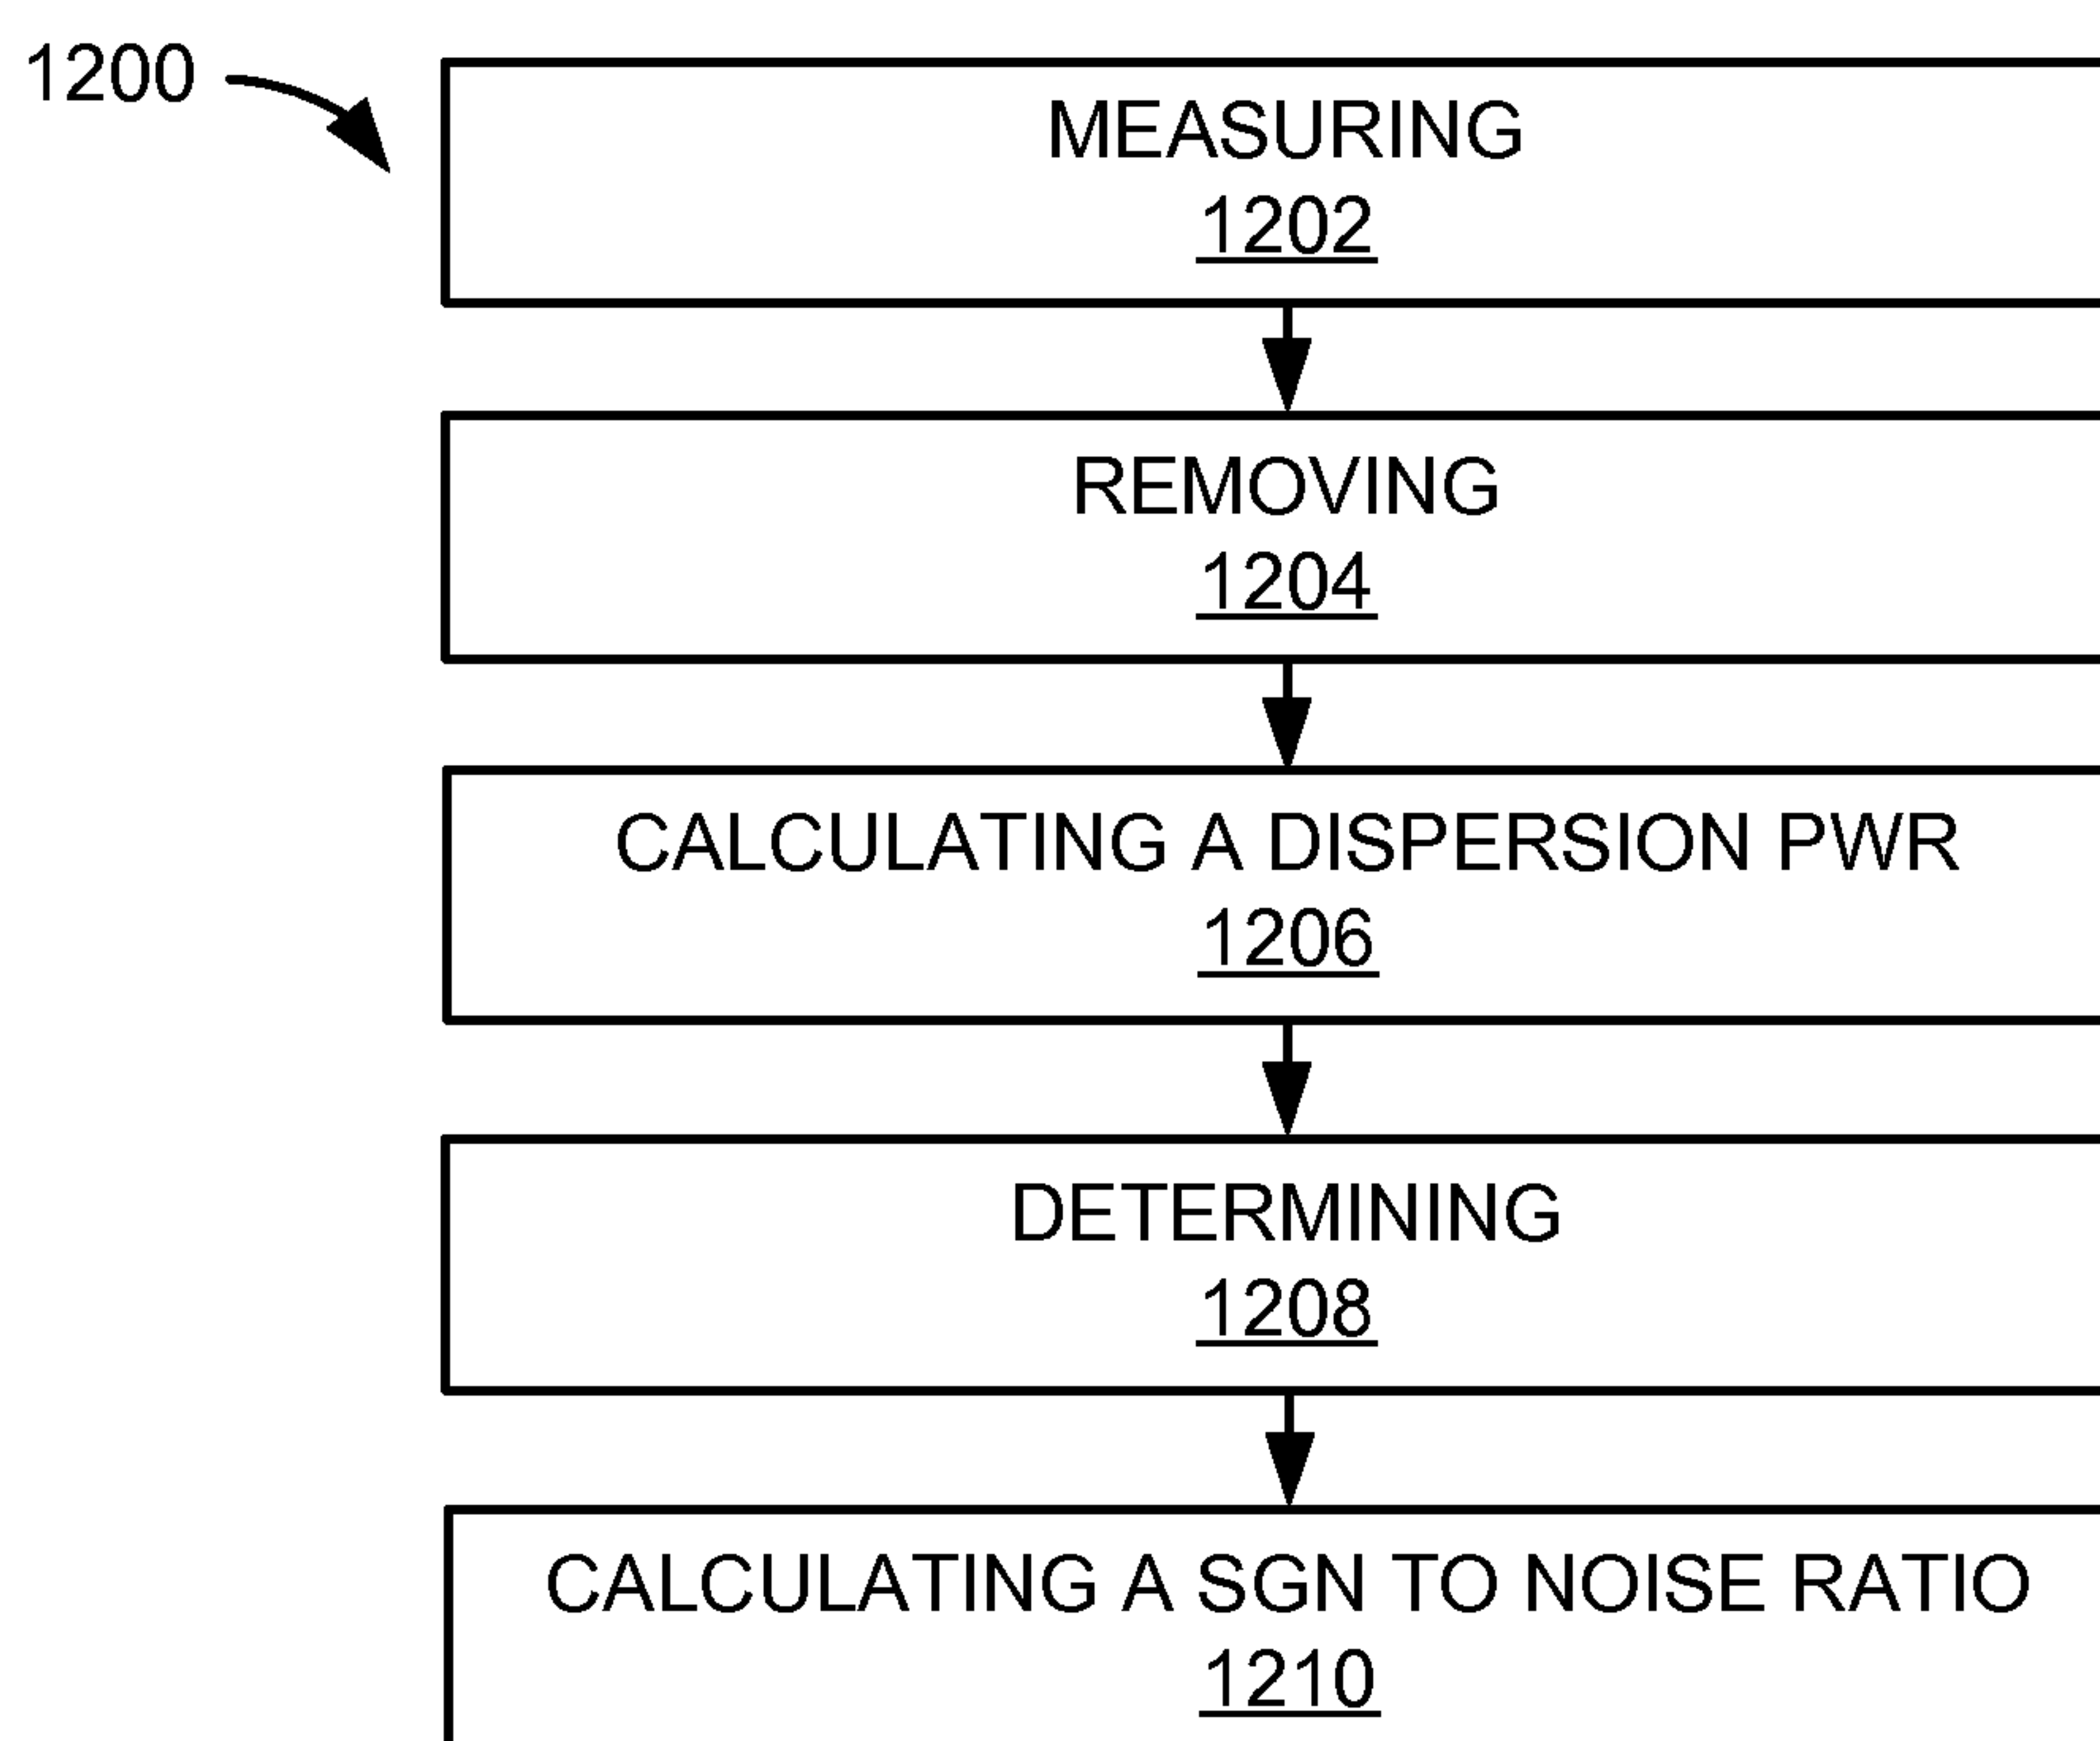 1200
MEASURING
1202
REMOVING
1204
CALCULATING A DISPERSION PWR
1206
DETERMINING
1208
CALCULATING A SGN TO NOISE RATIO
1210